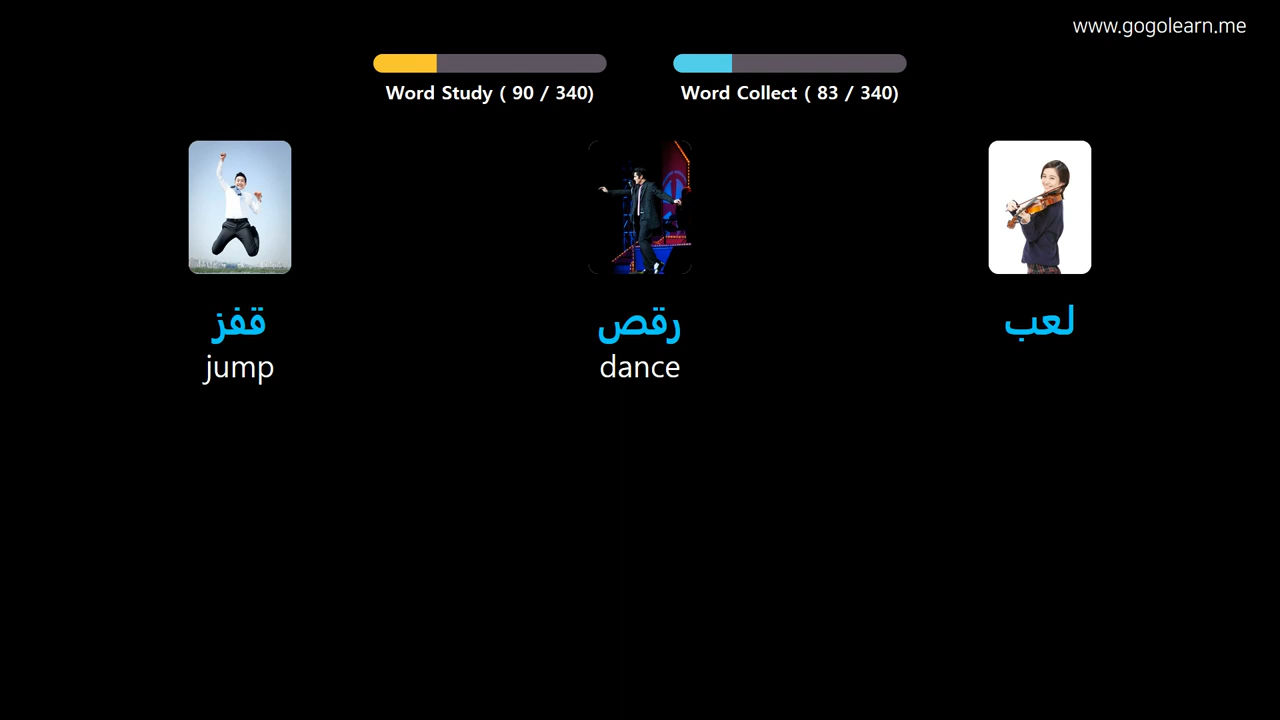 www.gogolearn.me
Word Study ( 90 / 340)
Word Collect ( 83 / 340)
قفز
jump
رقص
dance
لعب